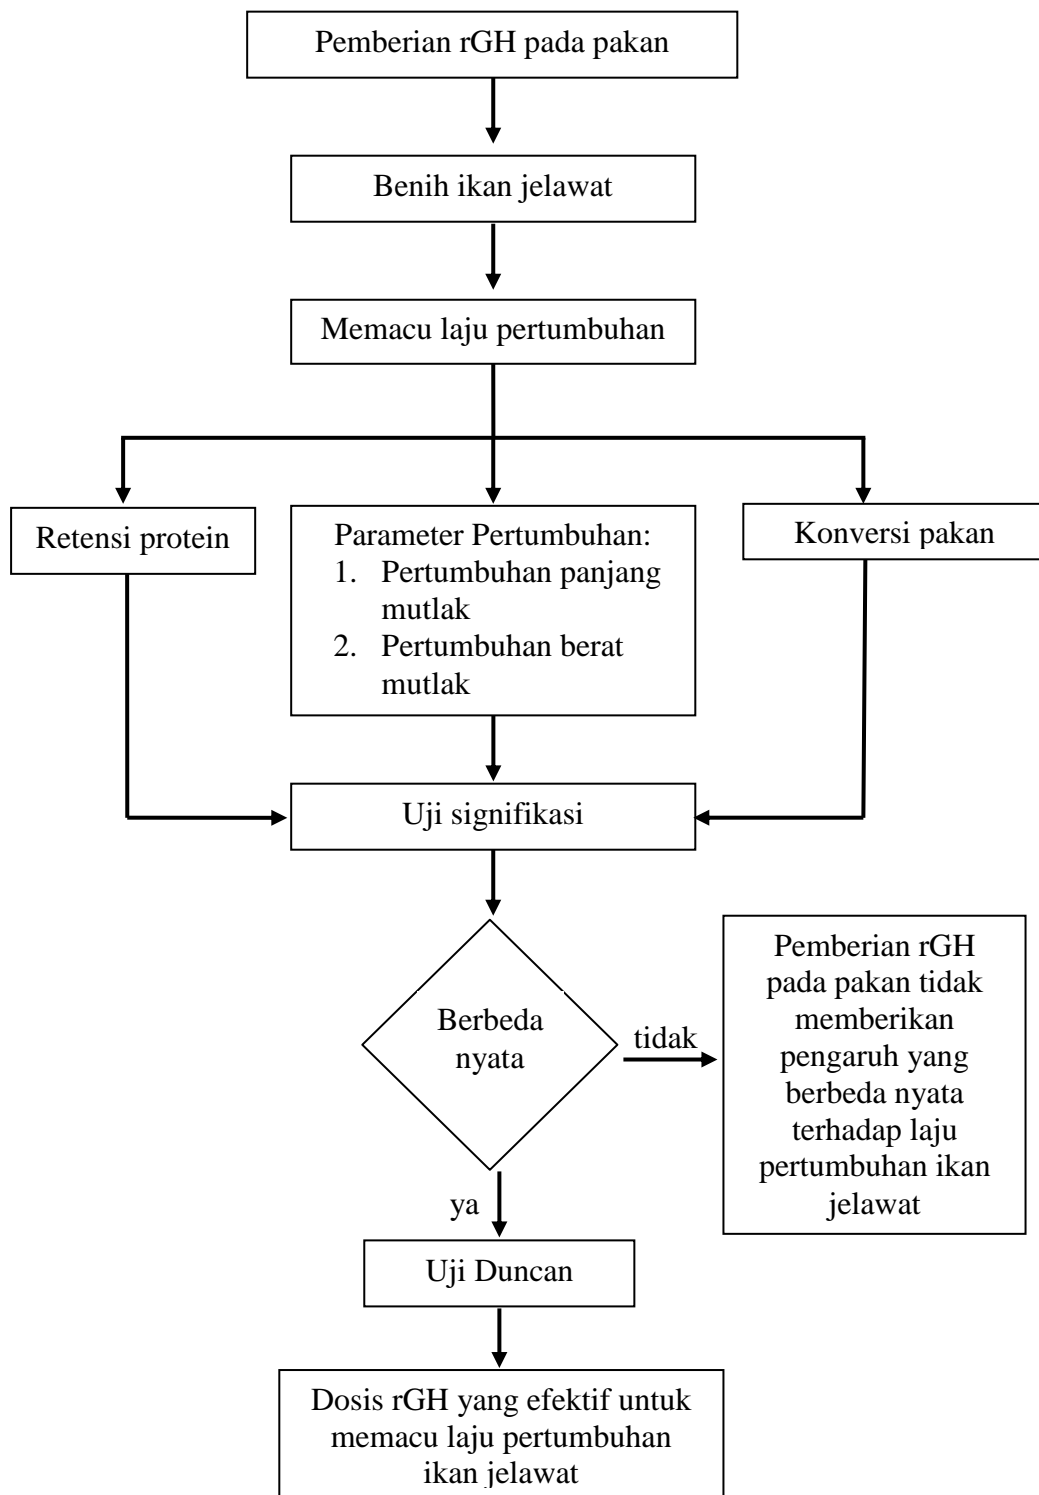 Pemberian rGH pada pakan
Benih ikan jelawat
Memacu laju pertumbuhan
Retensi protein
Parameter Pertumbuhan:
1. Pertumbuhan panjang
mutlak
2. Pertumbuhan berat
mutlak
Konversi pakan
Uji signifikasi
Berbeda
nyata
tidak
Pemberian rGH
pada pakan tidak
memberikan
pengaruh yang
berbeda nyata
terhadap laju
pertumbuhan ikan
jelawat
ya
Uji Duncan
Dosis rGH yang efektif untuk
memacu laju pertumbuhan
ikan jelawat